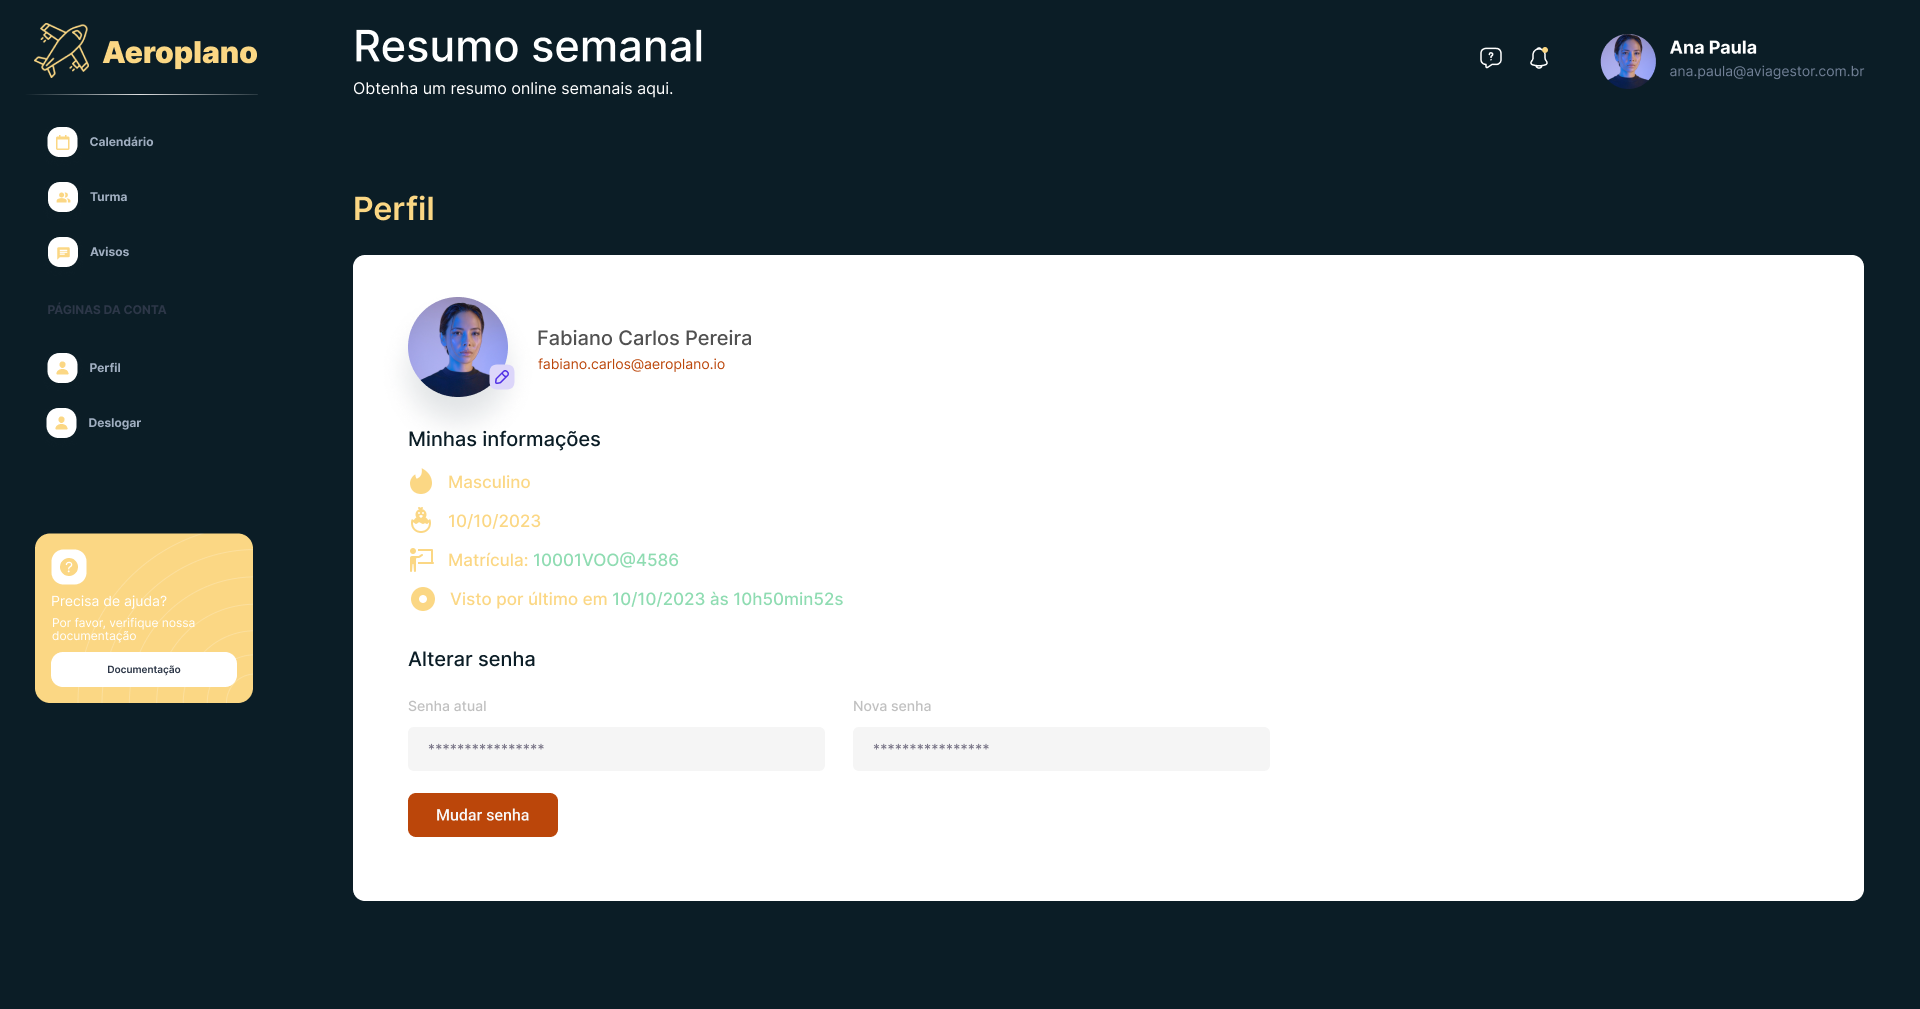 Aeroplano
Resumo semanal
Obtenha um resumo online semanais aqui.
Ana Paula
ana.paula@aviagestor.com.br
Calendário
Turma
Avisos
PÁGINAS DA CONTA
Perfil
Deslogar
Precisa de ajuda?
Por favor, verifique nossa
documentação
Documentação
Perfil
Fabiano Carlos Pereira
fabiano.carlos@aeroplano.io
Minhas informações
Masculino
10/10/2023
Matrícula: 10001VOO@4586
Visto por último em 10/10/2023 às 10h50min52s
Alterar senha
Senha atual
Nova senha
****************
****************
Mudar senha